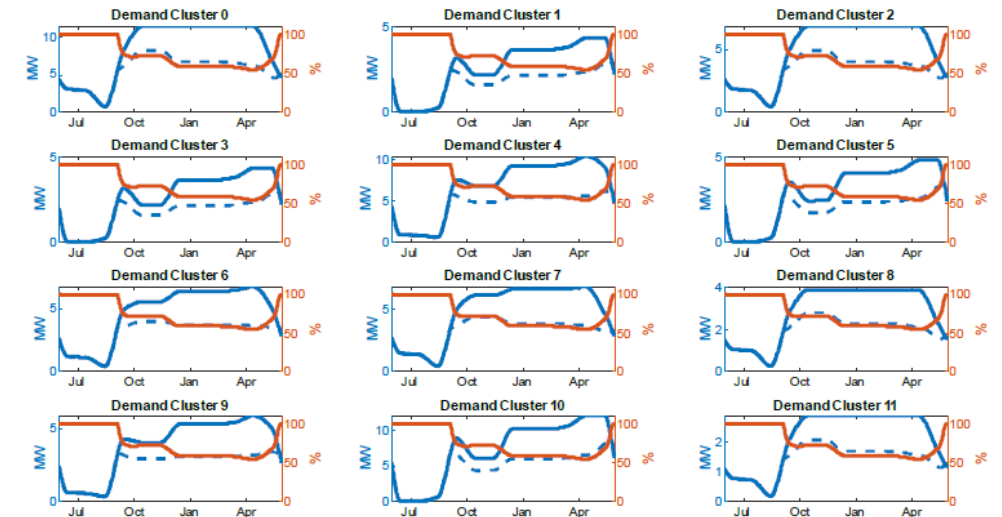 Demand Cluster 0
Demand Cluster 1
Demand Cluster 2
10
5
0
MW
100
50
0
%
Jul Oct Jan Apr
5
0
MW
100
50
0
%
Jul Oct Jan Apr
5
0
MW
100
50
0
%
Jul Oct Jan Apr
Demand Cluster 3
Demand Cluster 4
Demand Cluster 5
5
0
MW
100
50
0
%
Jul Oct Jan Apr
10
5
0
MW
100
50
0
%
Jul Oct Jan Apr
5
0
MW
100
50
0
%
Jul Oct Jan Apr
Demand Cluster 6
Demand Cluster 7
Demand Cluster 8
5
0
MW
100
50
0
%
Jul Oct Jan Apr
5
0
MW
100
50
0
%
Jul Oct Jan Apr
4
2
0
MW
100
50
0
%
Jul Oct Jan Apr
Demand Cluster 9
Demand Cluster 10
Demand Cluster 11
5
0
MW
100
50
0
%
Jul Oct Jan Apr
10
5
0
MW
100
50
0
%
Jul Oct Jan Apr
2
1
0
MW
100
50
0
%
Jul Oct Jan Apr